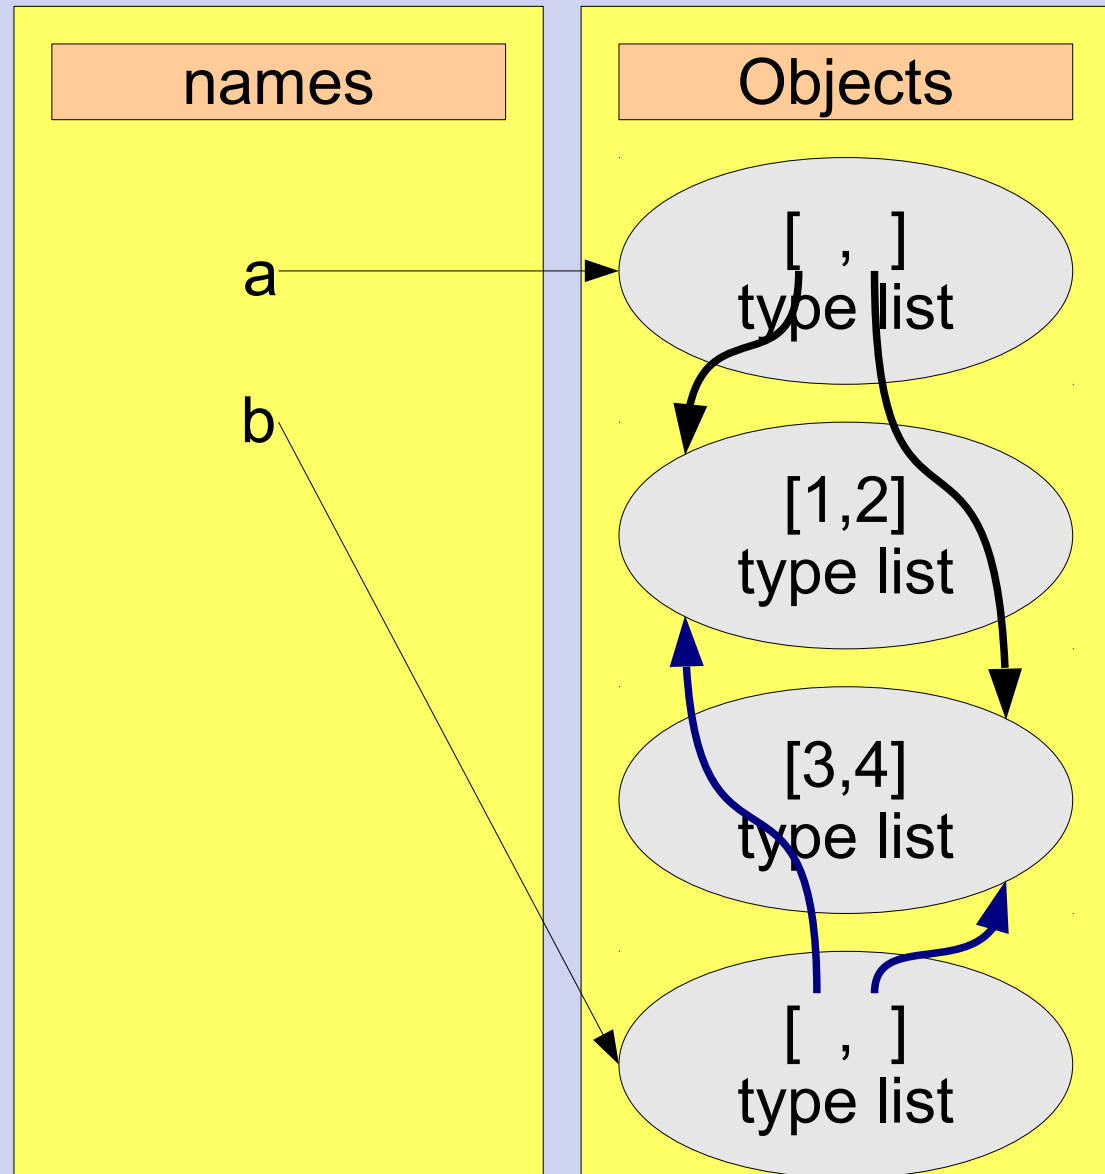 names
Objects
a
b
[ , ]
type list
[1,2]
type list
[3,4]
type list
[ , ]
type list